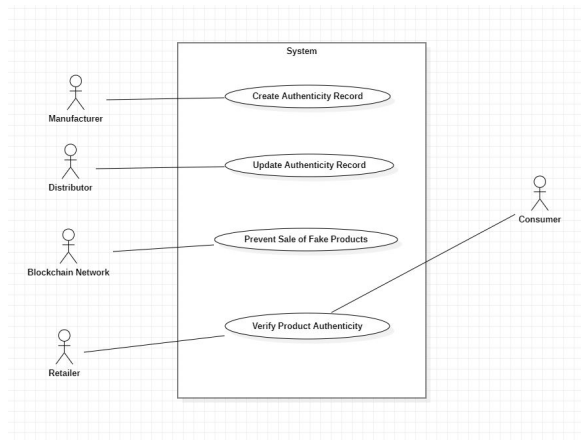 System
Create Authenticity Record
Manufacturer
Update Authenticity Record
Distributor
Consumer
Prevent Sale of Fake Products
Blockchain Network
Verify Product Authenticity
Retailer